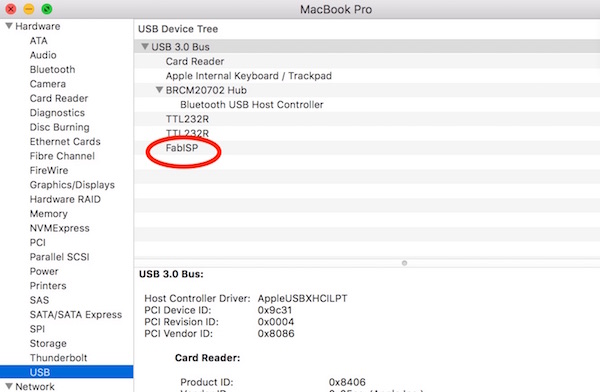 MacBook Pro
Hardware
ATA
Audio
Bluetooth
Camera
Card Reader
Diagnostics
Disc Burning
Ethernet Cards
Fibre Channel
FireWire
Graphics/Displays
Hardware RAID
Memory
NVMExpress
PCI
Parallel SCSI
Power
Printers
SAS
SATA/SATA Express
SPI
Storage
Thunderbolt
USB
Network
USB Device Tree
USB 3.0 Bus
Card Reader
Apple Internal Keyboard / Trackpad
BRCM20702 Hub
Bluetooth USB Host Controller
TTL232R
TTL232R
FabISP
USB 3.0 Bus:
Host Controller Driver: AppleUSBXHCILPT
PCI Device ID: 0x9c31
PCI Revision ID: 0x0004
PCI Vendor ID: 0x8086
Card Reader:
Product ID: 0x8406